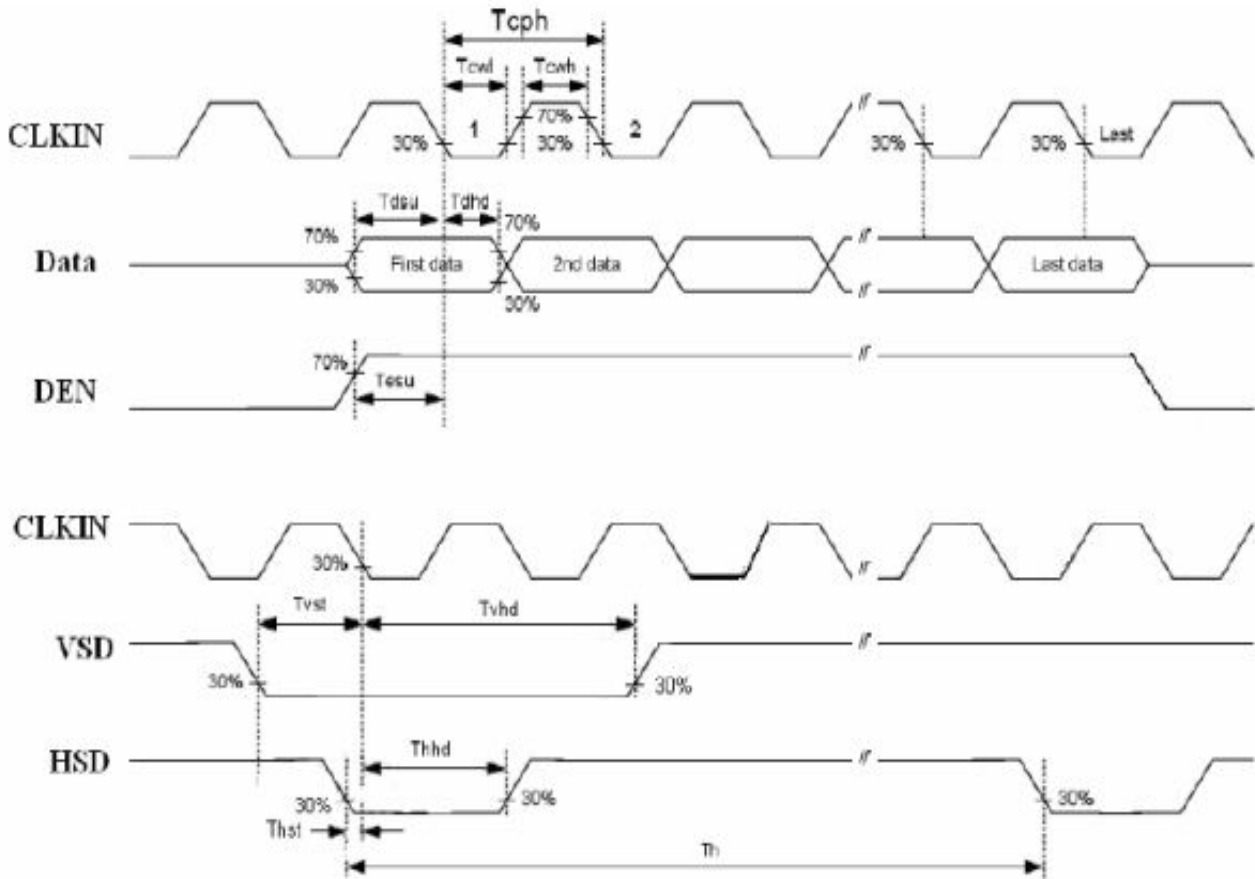 Tcph
Tcwl Tcwh
CLKIN 30% 1 70% 30% 2 30% 30% Last
Tdsu Tdhd
70% 70%
Data First data 2nd data Last data
30% 30%
70%
DEN Tesu
CLKIN 30%
Tvst Tvhd
VSD
30% 30%
HSD Thhd
30% 30% 30%
Thst
Th